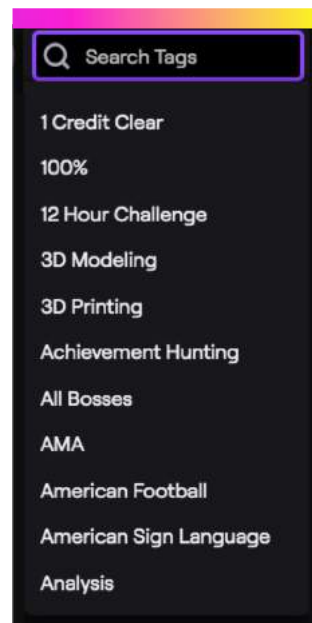 Search Tags
1 Credit Clear
100%
12 Hour Challenge
3D Modeling
3D Printing
Achievement Hunting
All Bosses
AMA
American Football
American Sign Language
Analysis